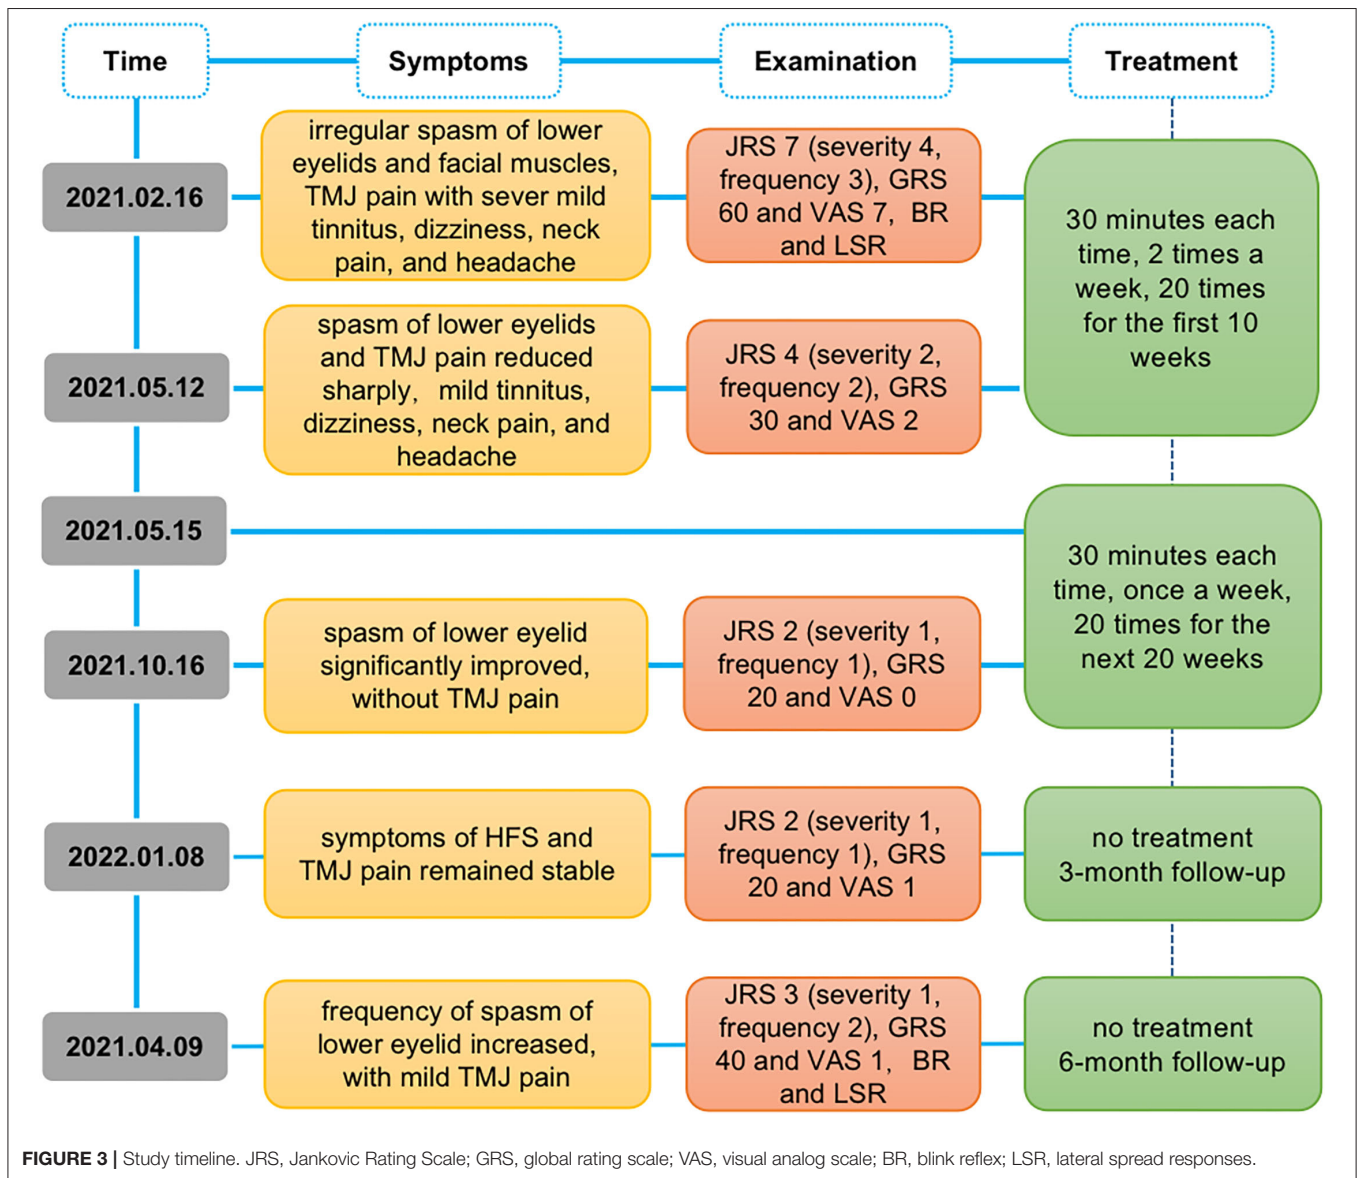 Time
Symptoms
Examination
Treatment
2021.02.16
irregular spasm of lower
eyelids and facial muscles,
TMJ pain with sever mild
tinnitus, dizziness, neck
pain, and headache
JRS 7 (severity 4,
frequency 3), GRS
60 and VAS 7, BR
and LSR
30 minutes each
time, 2 times a
week, 20 times
for the first 10
weeks
2021.05.12
spasm of lower eyelids
and TMJ pain reduced
sharply, mild tinnitus,
dizziness, neck pain, and
headache
JRS 4 (severity 2,
frequency 2), GRS
30 and VAS 2
2021.05.15
30 minutes each
time, once a week,
20 times for the
next 20 weeks
2021.10.16
spasm of lower eyelid
significantly improved,
without TMJ pain
JRS 2 (severity 1,
frequency 1), GRS
20 and VAS 0
2022.01.08
symptoms of HFS and
TMJ pain remained stable
JRS 2 (severity 1,
frequency 1), GRS
20 and VAS 1
no treatment
3-month follow-up
2021.04.09
frequency of spasm of
lower eyelid increased,
with mild TMJ pain
JRS 3 (severity 1,
frequency 2), GRS
40 and VAS 1, BR
and LSR
no treatment
6-month follow-up
FIGURE 3 | Study timeline. JRS, Jankovic Rating Scale; GRS, global rating scale; VAS, visual analog scale; BR, blink reflex; LSR, lateral spread responses.